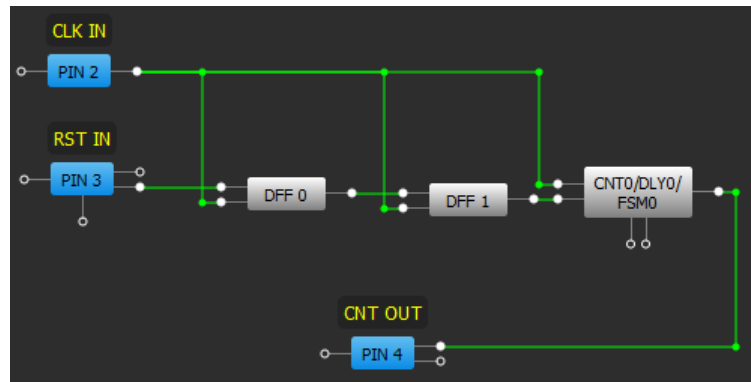 CLK IN
PIN 2
RST IN
PIN 3
DFF 0
DFF 1
CNT0/DLY0/
FSM0
CNT OUT
PIN 4